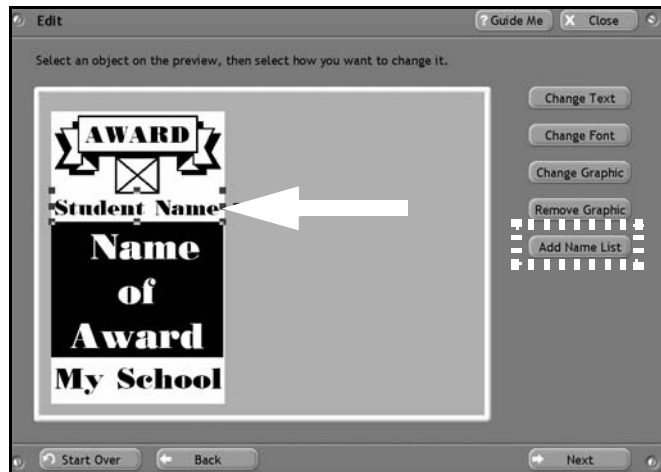 Edit
? Guide Me
X Close
Select an object on the preview, then select how you want to change it.
AWARD
Student Name
Name
of
Award
My School
Change Text
Change Font
Change Graphic
Remove Graphic
Add Name List
Start Over
Back
Next